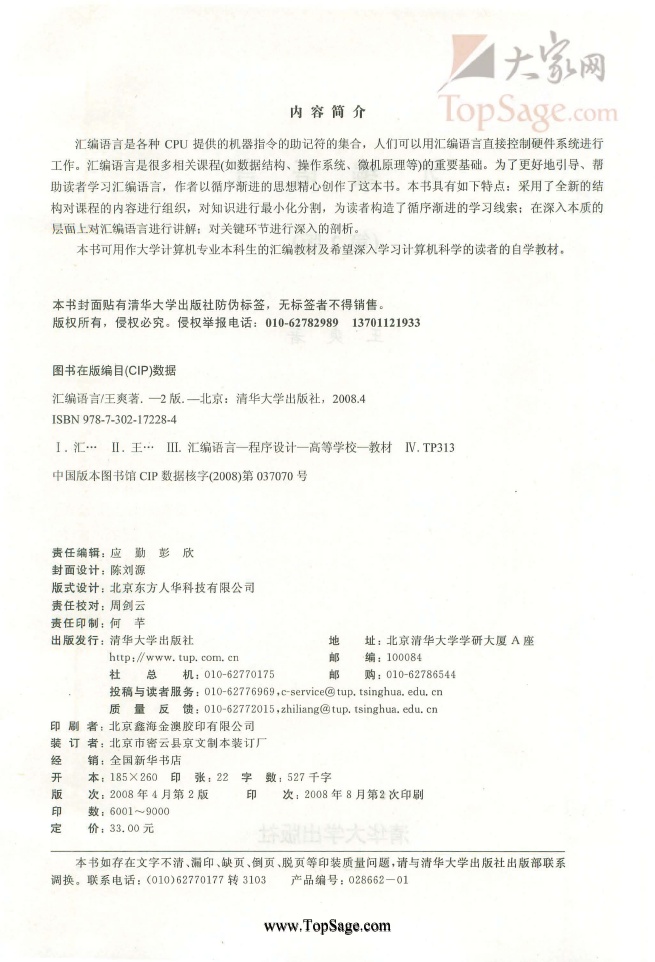 大家网
TopSage.com
内 容 简 介
汇编语言是各种 CPU 提供的机器指令的助记符的集合，人们可以用汇编语言直接控制硬件系统进行
工作。汇编语言是很多相关课程(如数据结构、操作系统、微机原理等)的重要基础。为了更好地引导、帮
助读者学习汇编语言，作者以循序渐进的思想精心创作了这本书。本书具有如下特点：采用了全新的结
构对课程的内容进行组织，对知识进行最小化分割，为读者构造了循序渐进的学习线索；在深入本质的
层面上对汇编语言进行讲解；对关键环节进行深入的剖析。
本书可用作大学计算机专业本科生的汇编教材及希望深入学习计算机科学的读者的自学教材。
本书封面贴有清华大学出版社防伪标签，无标签者不得销售。
版权所有，侵权必究。侵权举报电话：010-62782989 13701121933
图书在版编目(CIP)数据
汇编语言/王爽著. —2 版. —北京：清华大学出版社，2008.4
ISBN 978-7-302-17228-4
Ⅰ. 汇… Ⅱ. 王… Ⅲ. 汇编语言—程序设计—高等学校—教材 Ⅳ. TP313
中国版本图书馆 CIP 数据核字(2008)第 037070 号
责任编辑：应 勤 彭 欣
封面设计：陈刘源
版式设计：北京东方人华科技有限公司
责任校对：周剑云
责任印制：何 芊
出版发行：清华大学出版社 地 址：北京清华大学学研大厦 A 座
http://www.tup.com.cn 邮 编：100084
社 总 机：010-62770175 邮 购：010-62786544
投稿与读者服务：010-62776969,c-service@tup.tsinghua.edu.cn
质 量 反 馈：010-62772015,zhiliang@tup.tsinghua.edu.cn
印 刷 者：北京鑫海金澳胶印有限公司
装 订 者：北京市密云县京文制本装订厂
经 销：全国新华书店
开 本：185×260 印 张：22 字 数：527 千字
版 次：2008 年 4 月第 2 版 印 次：2008 年 8 月第 2 次印刷
印 数：6001～9000
定 价：33.00 元
本书如存在文字不清、漏印、缺页、倒页、脱页等印装质量问题，请与清华大学出版社出版部联系
调换。联系电话：(010)62770177 转 3103 产品编号：028662-01
www.TopSage.com